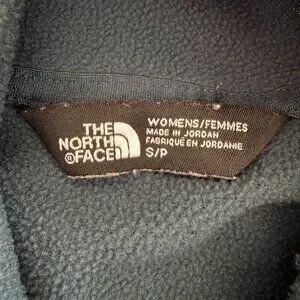 THE
NORTH
FACE
WOMENS/FEMMES
MADE IN JORDAN
FABRIQUÉ EN JORDANIE
S/P